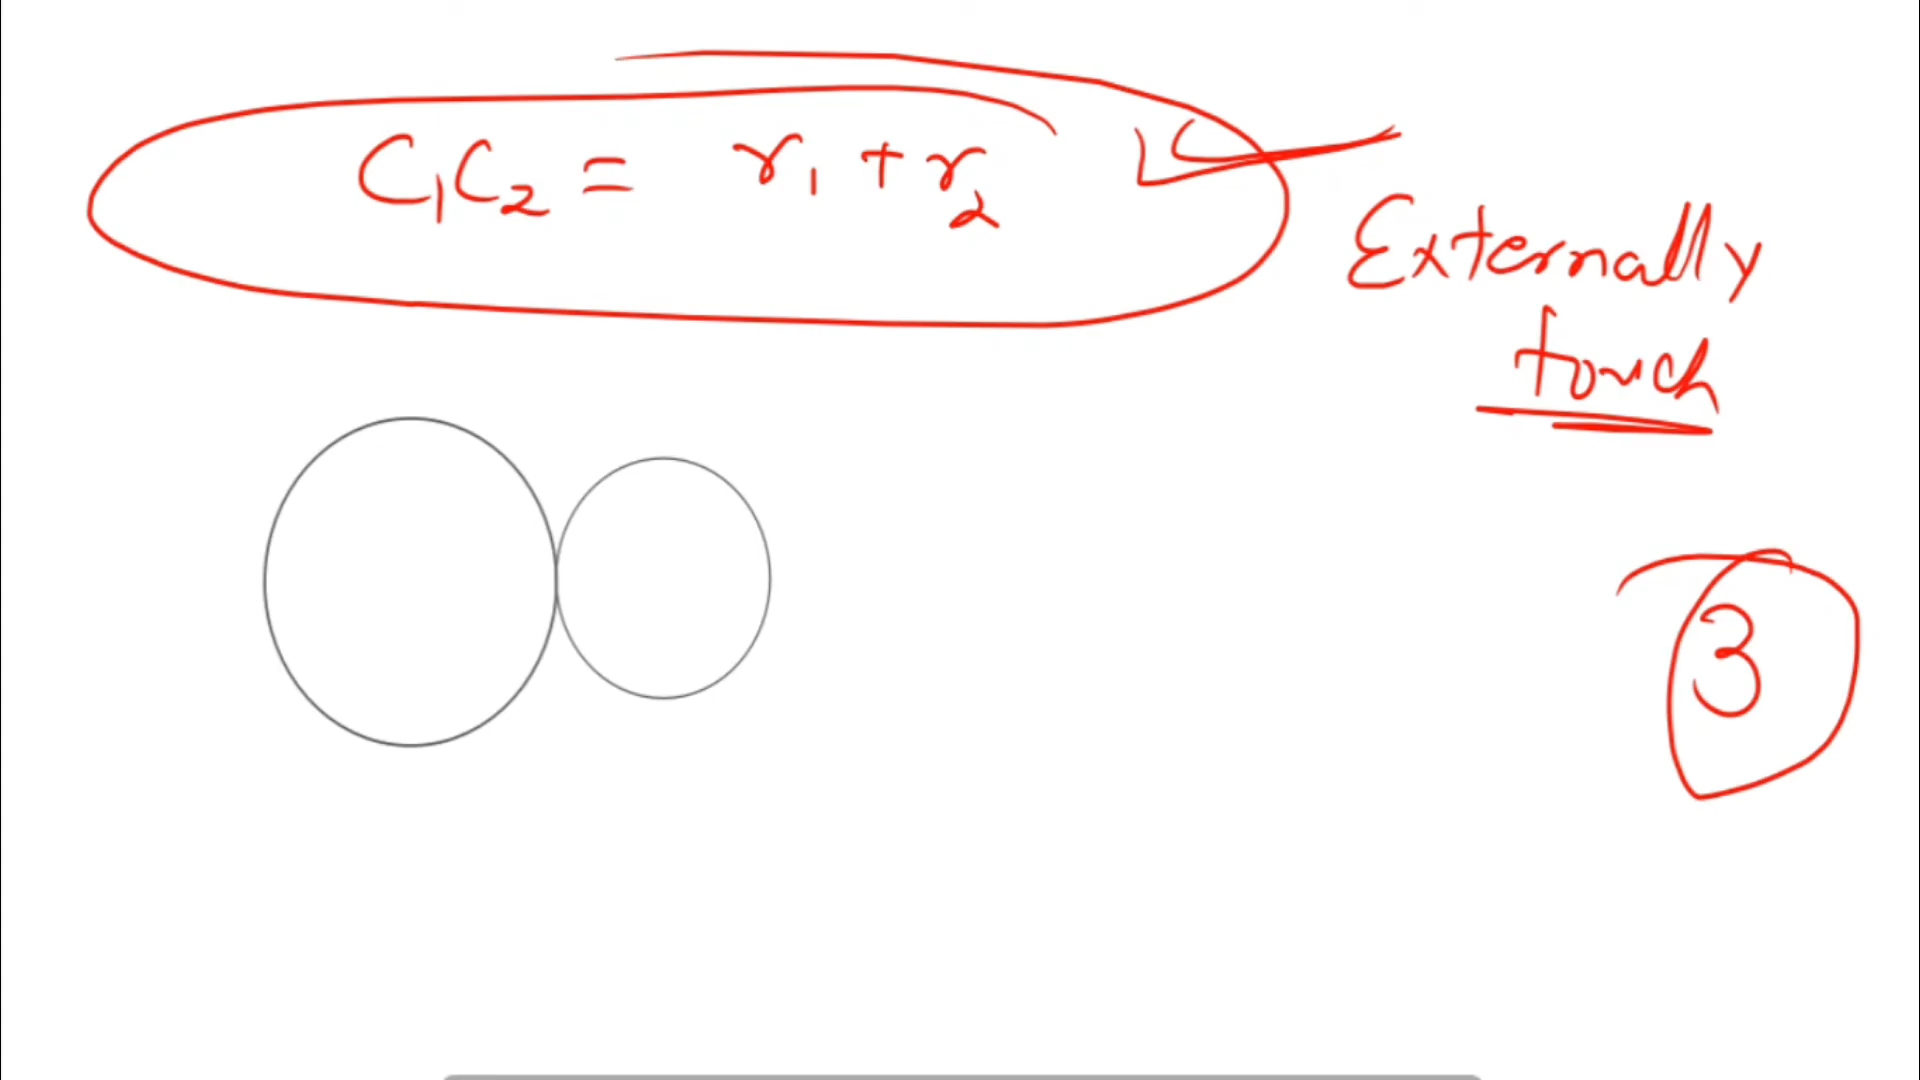 C₁C₂ = r₁ + r₂
Externally
touch
3